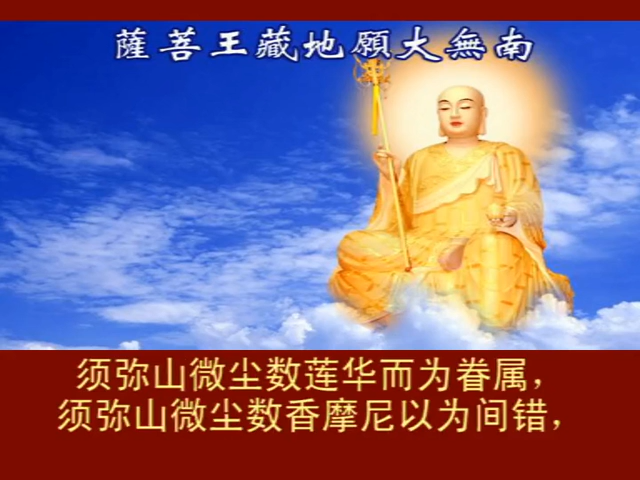 南無大願地藏王菩薩
须弥山微尘数莲华而为眷属，
须弥山微尘数香摩尼以为间错，